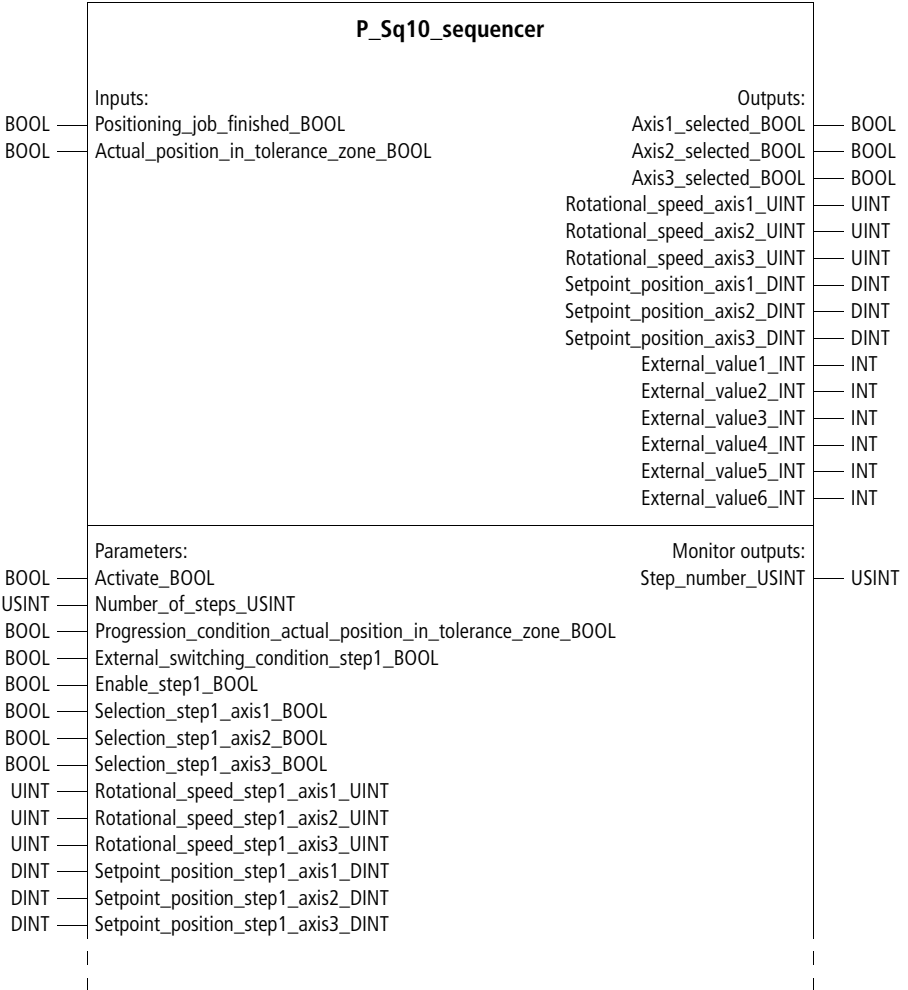 P_Sq10_sequencer
Inputs: Outputs:
BOOL Positioning_job_finished_BOOL Axis1_selected_BOOL BOOL
BOOL Actual_position_in_tolerance_zone_BOOL Axis2_selected_BOOL BOOL
Axis3_selected_BOOL BOOL
Rotational_speed_axis1_UINT UINT
Rotational_speed_axis2_UINT UINT
Rotational_speed_axis3_UINT UINT
Setpoint_position_axis1_DINT DINT
Setpoint_position_axis2_DINT DINT
Setpoint_position_axis3_DINT DINT
External_value1_INT INT
External_value2_INT INT
External_value3_INT INT
External_value4_INT INT
External_value5_INT INT
External_value6_INT INT
Parameters: Monitor outputs:
BOOL Activate_BOOL Step_number_USINT USINT
USINT Number_of_steps_USINT
BOOL Progression_condition_actual_position_in_tolerance_zone_BOOL
BOOL External_switching_condition_step1_BOOL
BOOL Enable_step1_BOOL
BOOL Selection_step1_axis1_BOOL
BOOL Selection_step1_axis2_BOOL
BOOL Selection_step1_axis3_BOOL
UINT Rotational_speed_step1_axis1_UINT
UINT Rotational_speed_step1_axis2_UINT
UINT Rotational_speed_step1_axis3_UINT
DINT Setpoint_position_step1_axis1_DINT
DINT Setpoint_position_step1_axis2_DINT
DINT Setpoint_position_step1_axis3_DINT